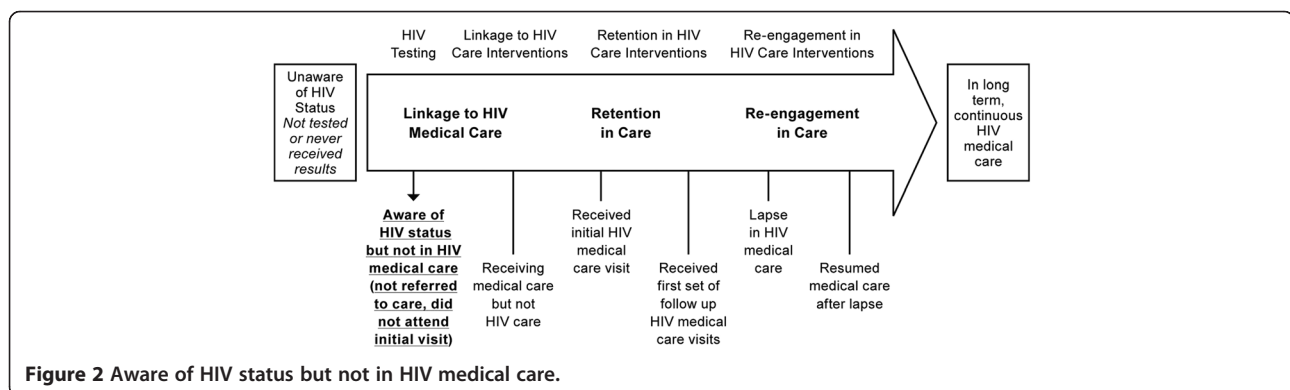 HIV
Testing
Linkage to HIV
Care Interventions
Retention in HIV
Care Interventions
Re-engagement in
HIV Care Interventions
Unaware
of HIV
Status
Not tested
or never
received
results
Linkage to HIV
Medical Care
Retention
in Care
Re-engagement
in Care
In long
term,
continuous
HIV
medical
care
Aware of
HIV status
but not in HIV
medical care
(not referred
to care, did
not attend
initial visit)
Receiving
medical care
but not
HIV care
Received
initial HIV
medical
care visit
Received
first set of
follow up
HIV medical
care visits
Lapse
in HIV
medical
care
Resumed
medical care
after lapse
Figure 2 Aware of HIV status but not in HIV medical care.